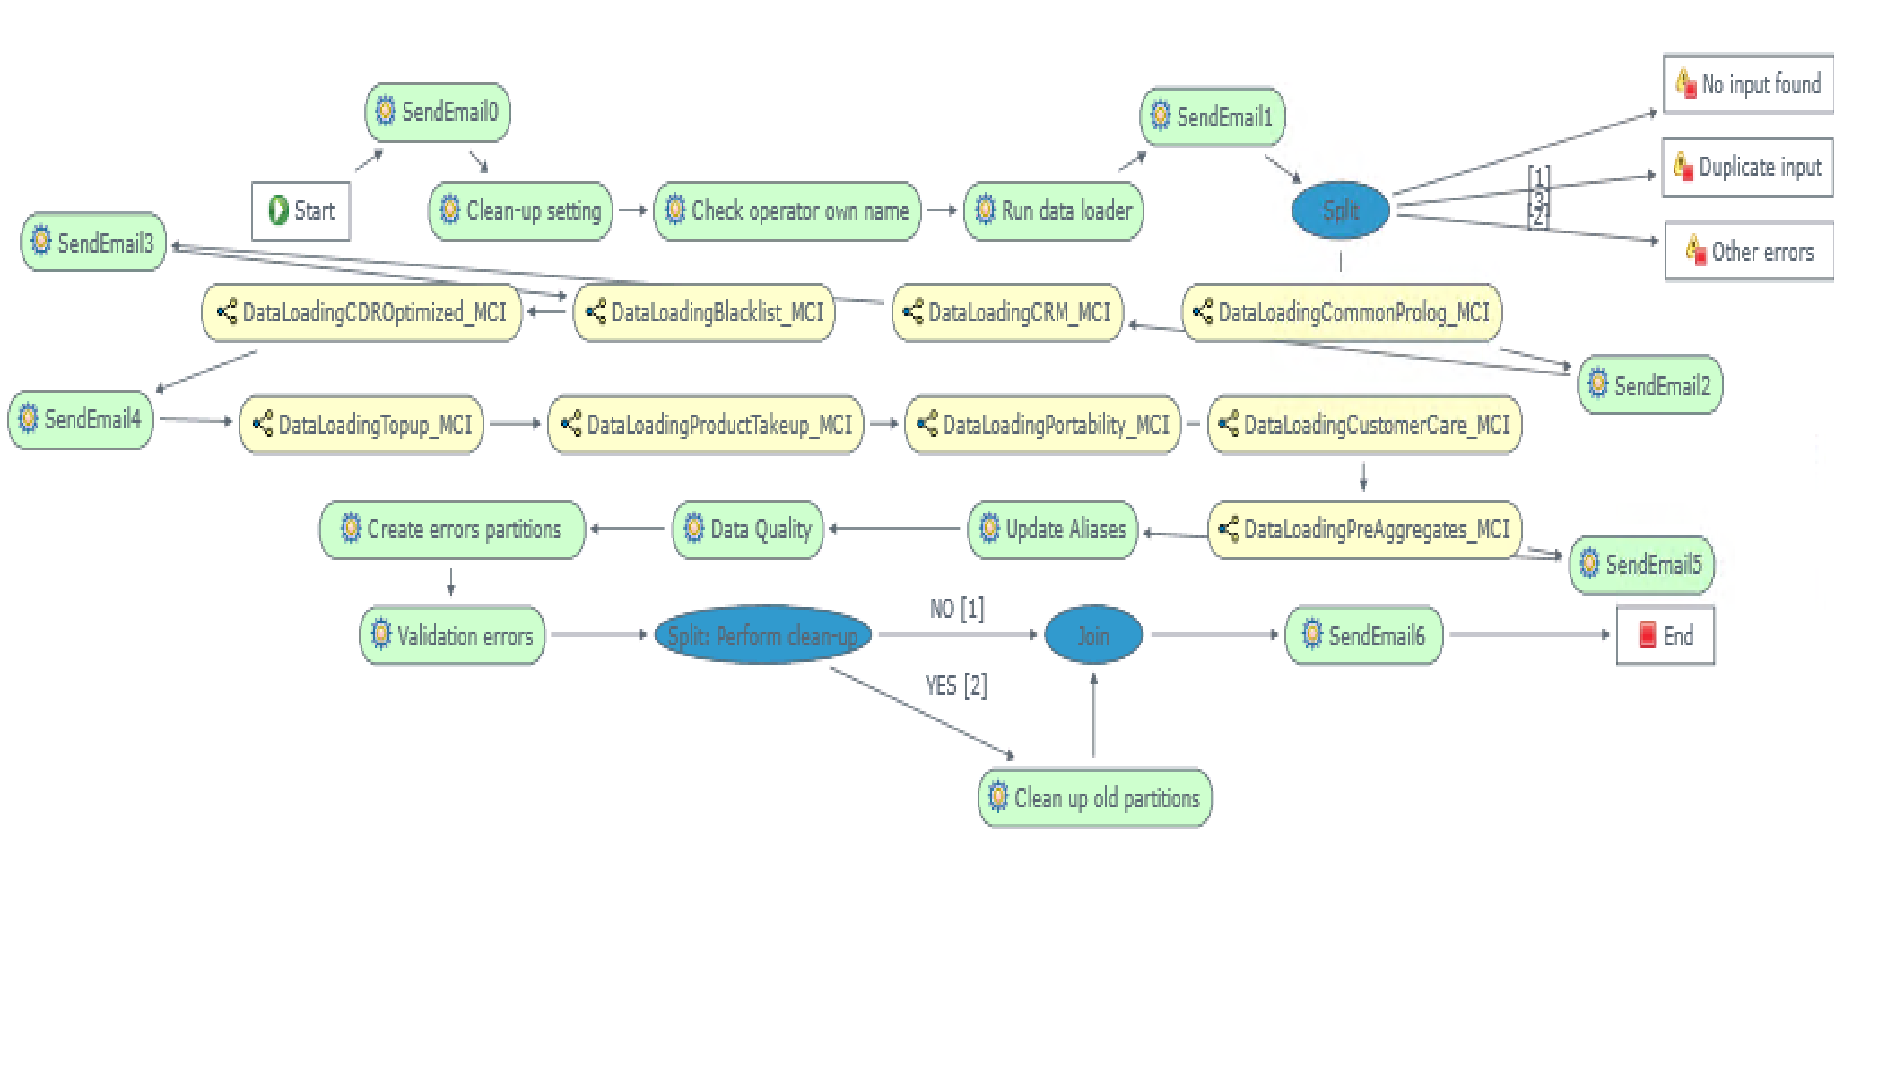 No input found
SendEmail0
SendEmail1
Duplicate input
[1]
[3]
[2]
Start
Clean-up setting
Check operator own name
Run data loader
Split
SendEmail3
Other errors
DataLoadingCDROptimized_MCI
DataLoadingBlacklist_MCI
DataLoadingCRM_MCI
DataLoadingCommonProlog_MCI
SendEmail2
SendEmail4
DataLoadingTopup_MCI
DataLoadingProductTakeup_MCI
DataLoadingPortability_MCI
DataLoadingCustomerCare_MCI
Create errors partitions
Data Quality
Update Aliases
DataLoadingPreAggregates_MCI
SendEmail5
NO [1]
Validation errors
Split: Perform clean-up
Join
SendEmail6
End
YES [2]
Clean up old partitions